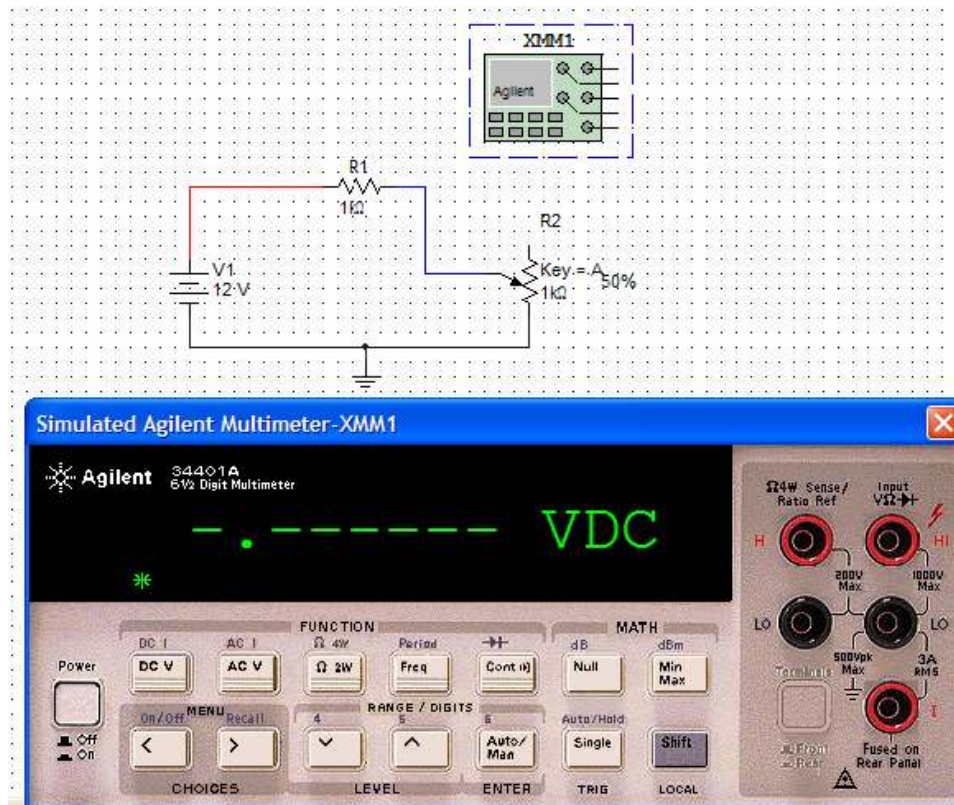 XMM1
Agilent
R1
1kΩ
R2
V1
12 V
Key = A
50%
1kΩ
Simulated Agilent Multimeter-XMM1
Agilent 34401A
6½ Digit Multimeter
-.------ VDC
*
Ω4W Sense/
Ratio Ref
Input
VΩ
H
HI
200V
Max
1000V
Max
LO
LO
500Vpk
Max
3A
RMS
Terminals
I
Front
Rear
Fused on
Rear Panal
FUNCTION
MATH
DC I
AC I
Ω 4W
Period
dB
dBm
Power
DC V
AC V
Ω 2W
Freq
Cont
Null
Min
Max
Off
On
MENU
RANGE / DIGITS
On/Off
Recall
4
5
6
Auto/Hold
<
>
Auto/
Man
Single
Shift
CHOICES
LEVEL
ENTER
TRIG
LOCAL